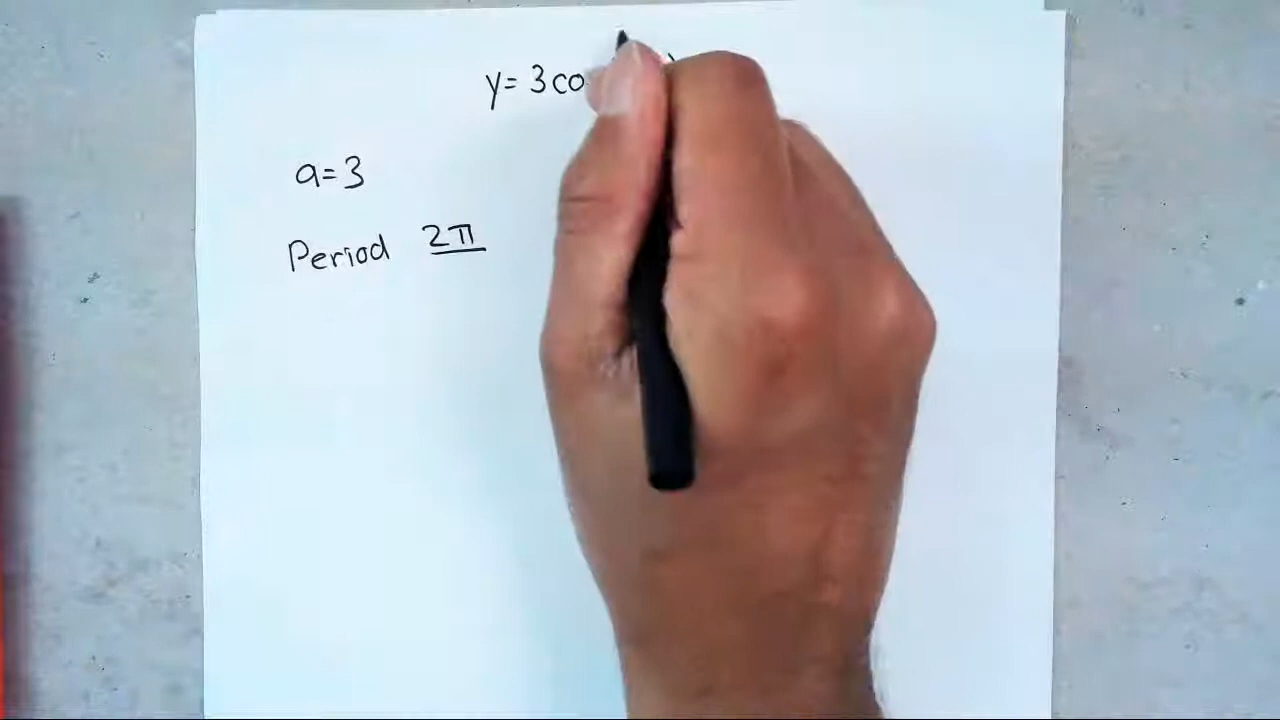 y= 3co
a=3
Period 2π